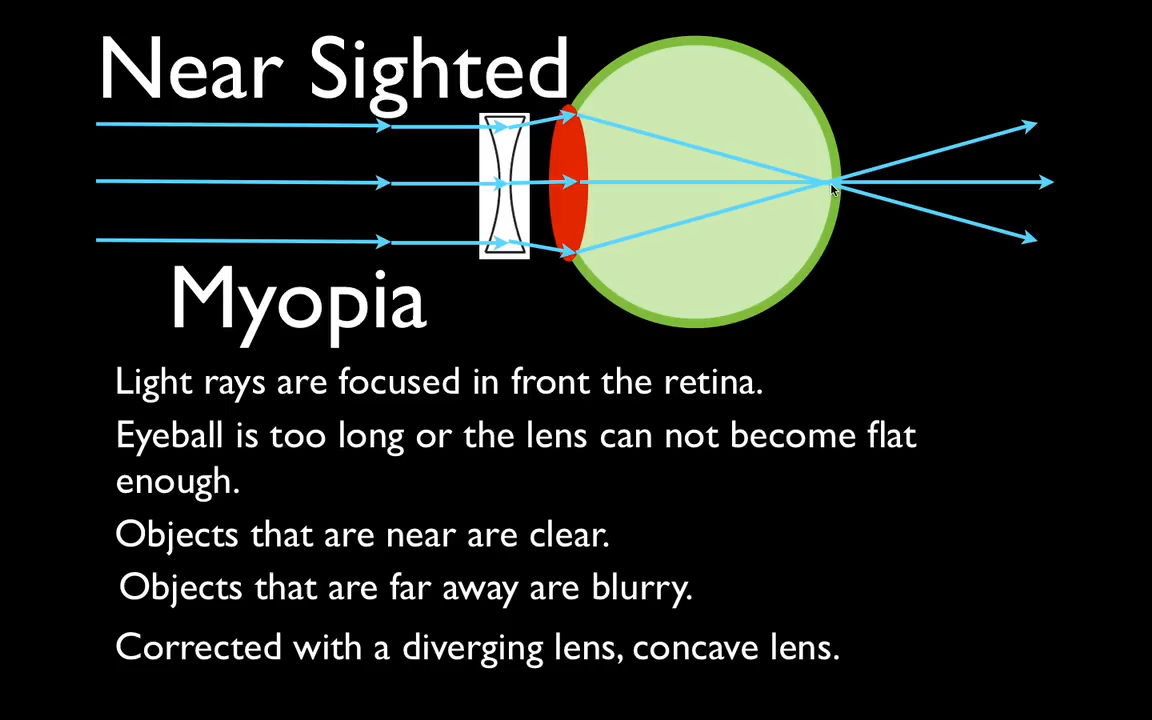 Near Sighted
Myopia
Light rays are focused in front the retina.
Eyeball is too long or the lens can not become flat
enough.
Objects that are near are clear.
Objects that are far away are blurry.
Corrected with a diverging lens, concave lens.